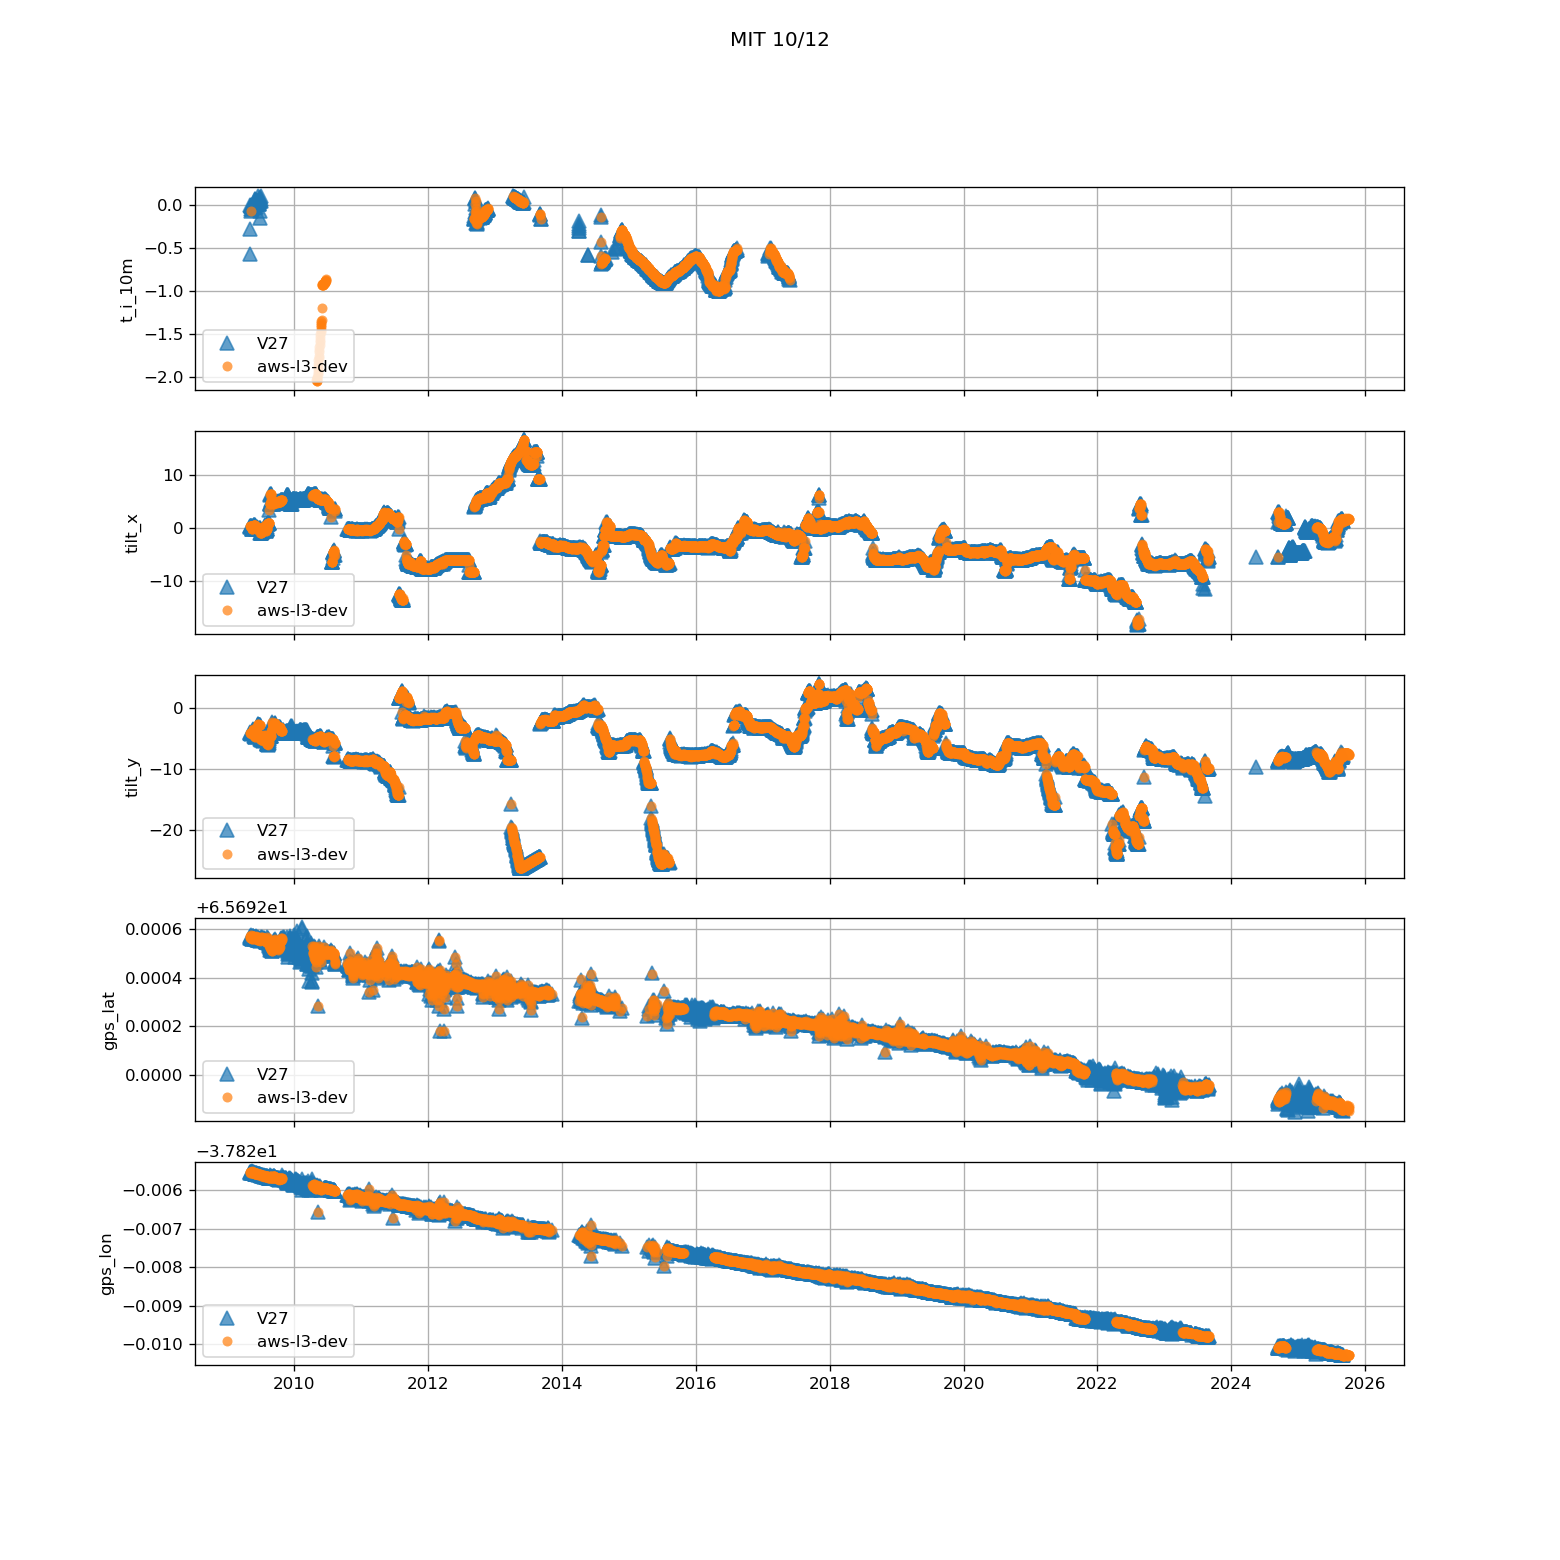 MIT 10/12
t_i_10m
0.0
−0.5
−1.0
−1.5
−2.0
V27
aws-l3-dev
tilt_x
10
0
−10
V27
aws-l3-dev
tilt_y
0
−10
−20
V27
aws-l3-dev
+6.5692e1
gps_lat
0.0006
0.0004
0.0002
0.0000
V27
aws-l3-dev
−3.782e1
gps_lon
−0.006
−0.007
−0.008
−0.009
−0.010
V27
aws-l3-dev
2010 2012 2014 2016 2018 2020 2022 2024 2026